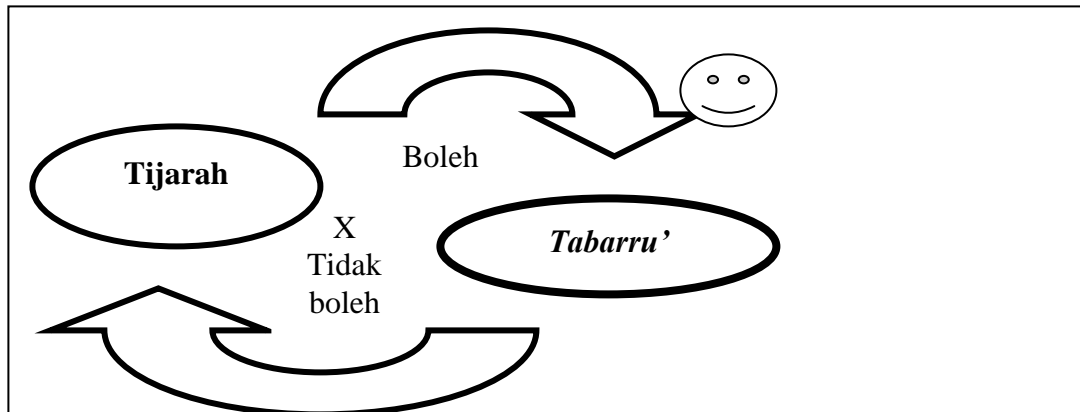 Boleh
Tijarah
X
Tidak
boleh
Tabarru’